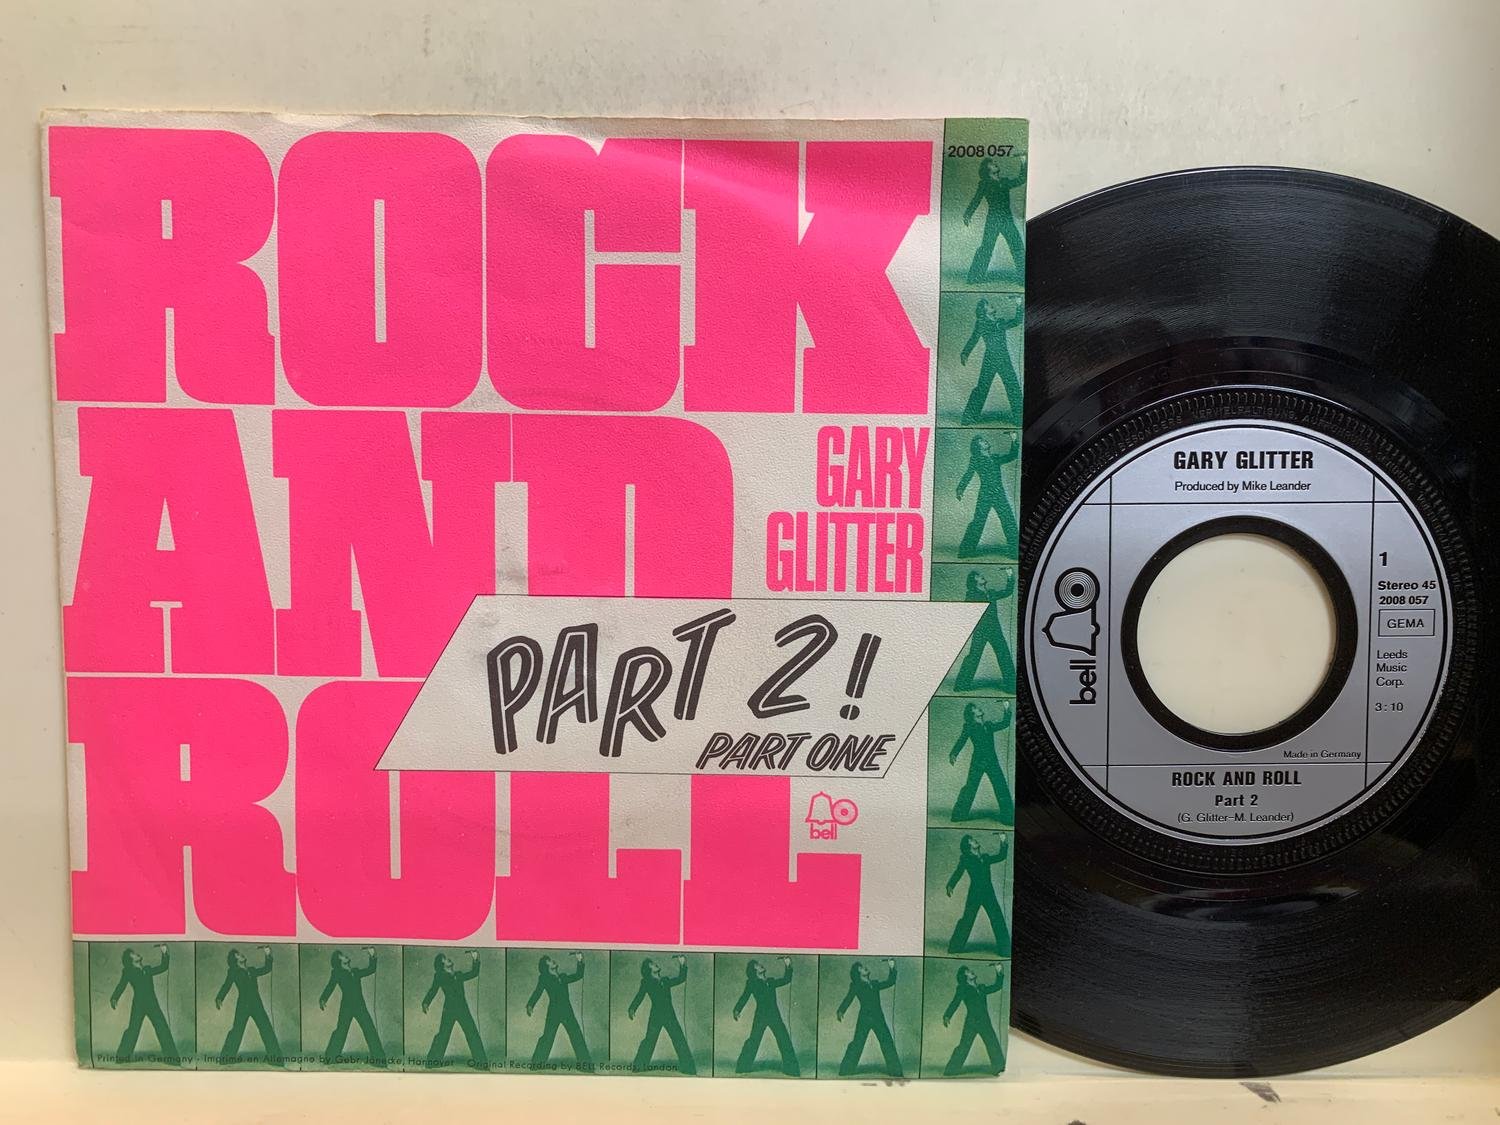 ROCK
2008 057
AND
GARY
GLITTER
PART 2!
PART ONE
ROLL
bell
Printed in Germany - Imprimé en Allemagne by Gebr. Jänecke, Hannover Original Recording by BELL Records, London
VERVIELFÄLTIGUNG
GARY GLITTER
Produced by Mike Leander
bell
1
Stereo 45
2008 057
GEMA
Leeds
Music
Corp.
3:10
Made in Germany
ROCK AND ROLL
Part 2
(G. Glitter-M. Leander)